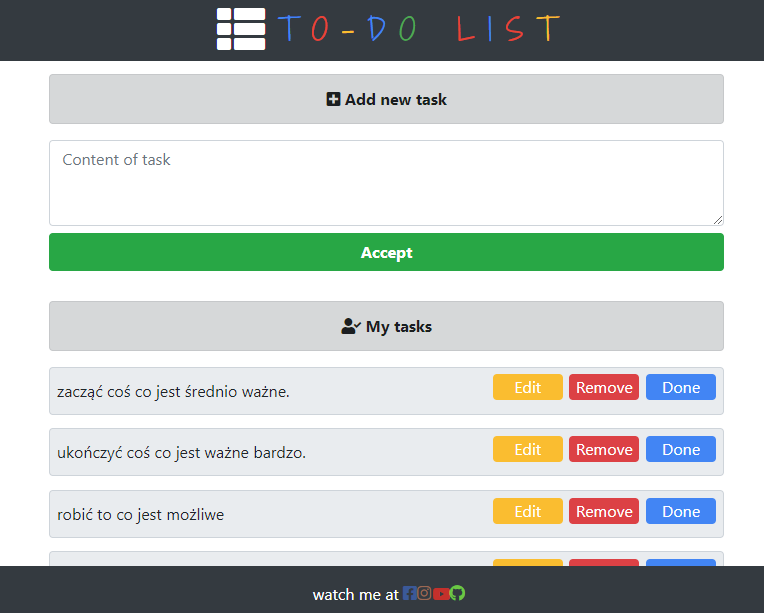 TO-DO LIST
Add new task
Content of task
Accept
My tasks
zacząć coś co jest średnio ważne. Edit Remove Done
ukończyć coś co jest ważne bardzo. Edit Remove Done
robić to co jest możliwe Edit Remove Done
watch me at